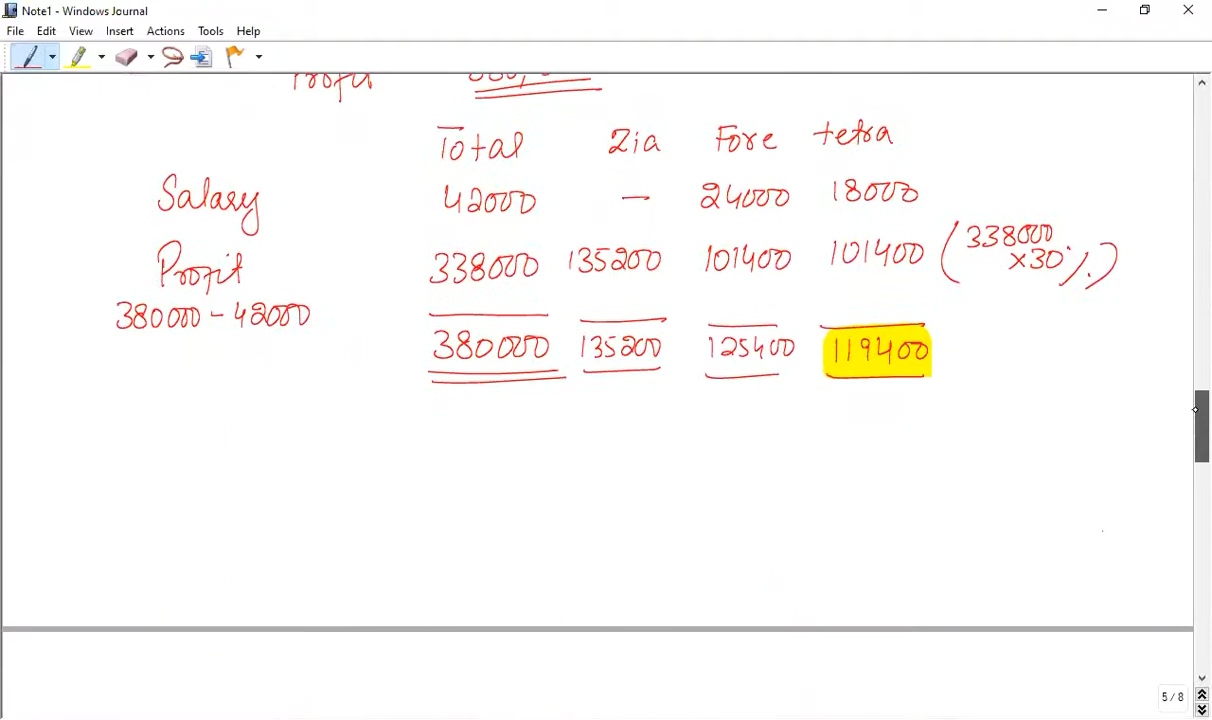 Note1 - Windows Journal
File Edit View Insert Actions Tools Help
Profit
Total Zia Fore tetra
Salary 42000 - 24000 18000
Profit 338000 135200 101400 101400 (338000
×30%.)
380000 - 42000
380000 135200 125400 119400
5 / 8